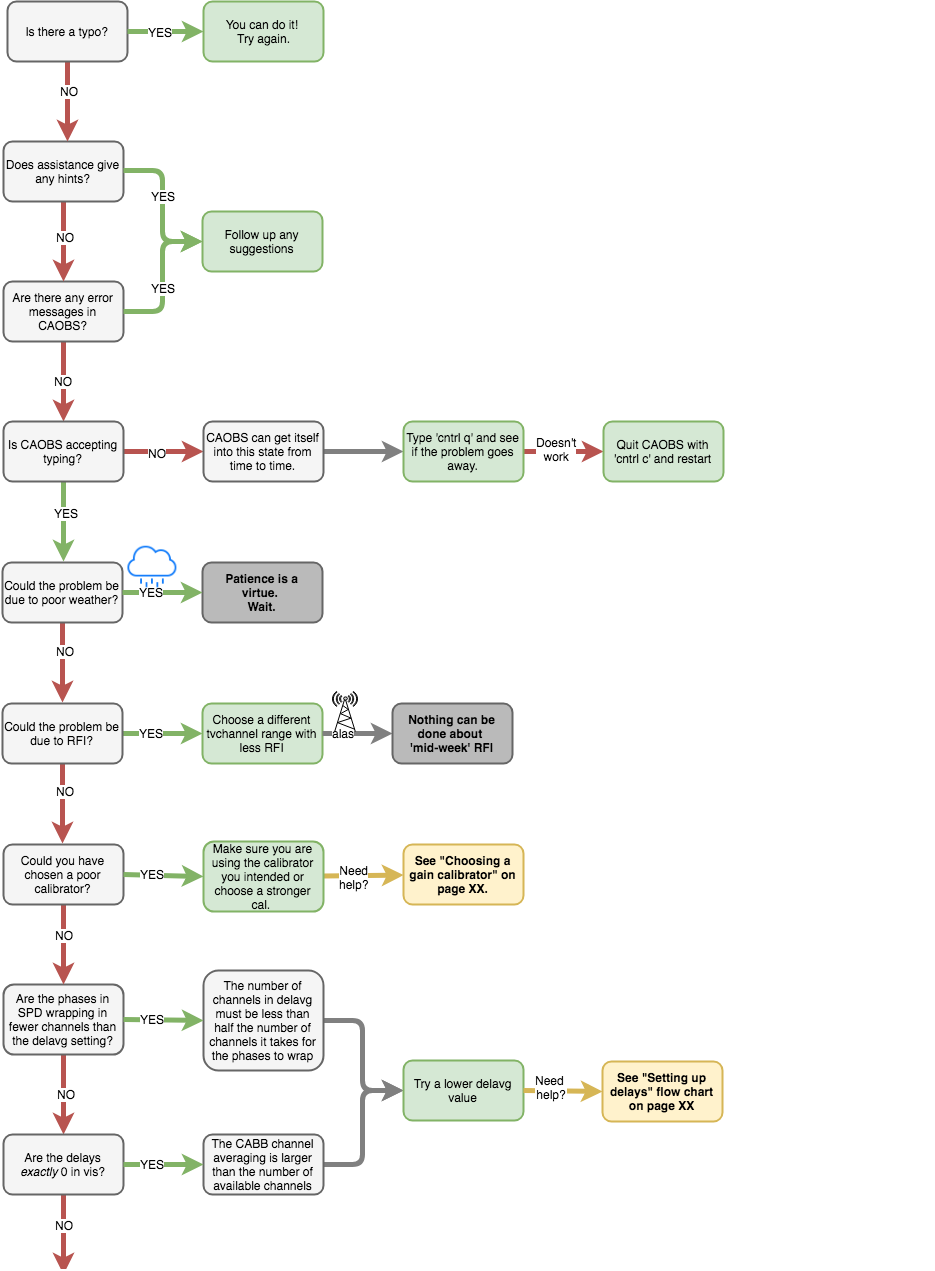 Is there a typo?
YES
You can do it!
Try again.
NO
Does assistance give
any hints?
YES
NO
Follow up any
suggestions
YES
Are there any error
messages in
CAOBS?
NO
Is CAOBS accepting
typing?
NO
CAOBS can get itself
into this state from
time to time.
Type 'cntrl q' and see
if the problem goes
away.
Doesn't
work
Quit CAOBS with
'cntrl c' and restart
YES
Could the problem be
due to poor weather?
YES
Patience is a
virtue.
Wait.
NO
Could the problem be
due to RFI?
YES
Choose a different
tvchannel range with
less RFI
alas
Nothing can be
done about
'mid-week' RFI
NO
Could you have
chosen a poor
calibrator?
YES
Make sure you are
using the calibrator
you intended or
choose a stronger
cal.
Need
help?
See "Choosing a
gain calibrator" on
page XX.
NO
Are the phases in
SPD wrapping in
fewer channels than
the delavg setting?
YES
The number of
channels in delavg
must be less than
half the number of
channels it takes for
the phases to wrap
Try a lower delavg
value
Need
help?
See "Setting up
delays" flow chart
on page XX
NO
Are the delays
exactly 0 in vis?
YES
The CABB channel
averaging is larger
than the number of
available channels
NO